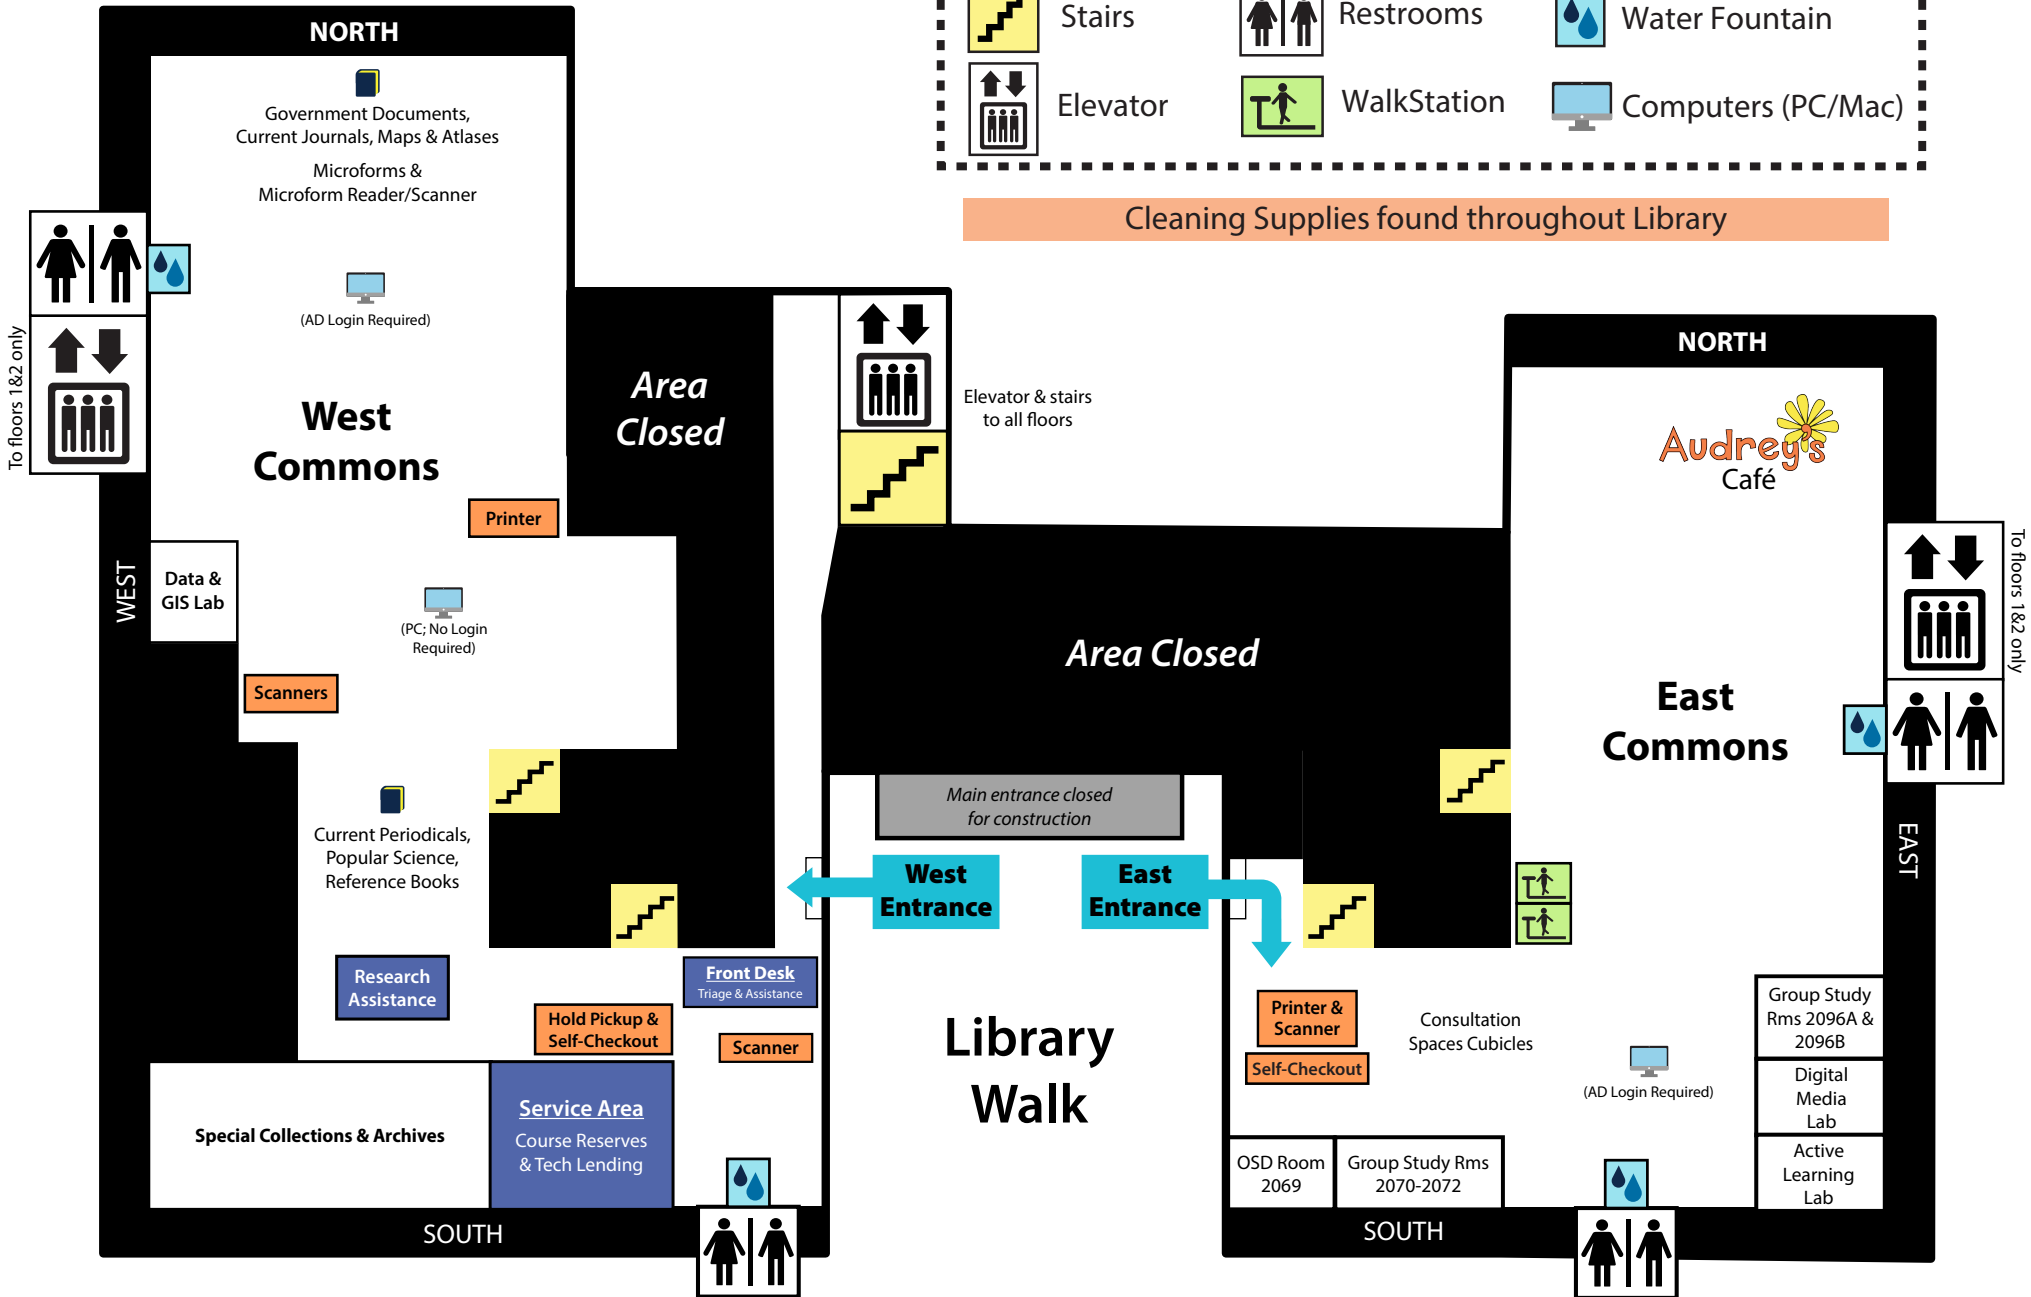 Stairs
Restrooms
Water Fountain
Elevator
WalkStation
Computers (PC/Mac)
Cleaning Supplies found throughout Library
NORTH
Government Documents,
Current Journals, Maps & Atlases
Microforms &
Microform Reader/Scanner
(AD Login Required)
To floors 1&2 only
West
Commons
Area
Closed
Elevator & stairs
to all floors
Printer
WEST
Data &
GIS Lab
(PC; No Login
Required)
Scanners
Current Periodicals,
Popular Science,
Reference Books
Research
Assistance
Front Desk
Triage & Assistance
Hold Pickup &
Self-Checkout
Scanner
Special Collections & Archives
Service Area
Course Reserves
& Tech Lending
SOUTH
Area Closed
Main entrance closed
for construction
West
Entrance
East
Entrance
Library
Walk
NORTH
Audrey's
Café
To floors 1&2 only
East
Commons
EAST
Printer &
Scanner
Self-Checkout
Consultation
Spaces Cubicles
(AD Login Required)
Group Study
Rms 2096A &
2096B
Digital
Media
Lab
Active
Learning
Lab
OSD Room
2069
Group Study Rms
2070-2072
SOUTH